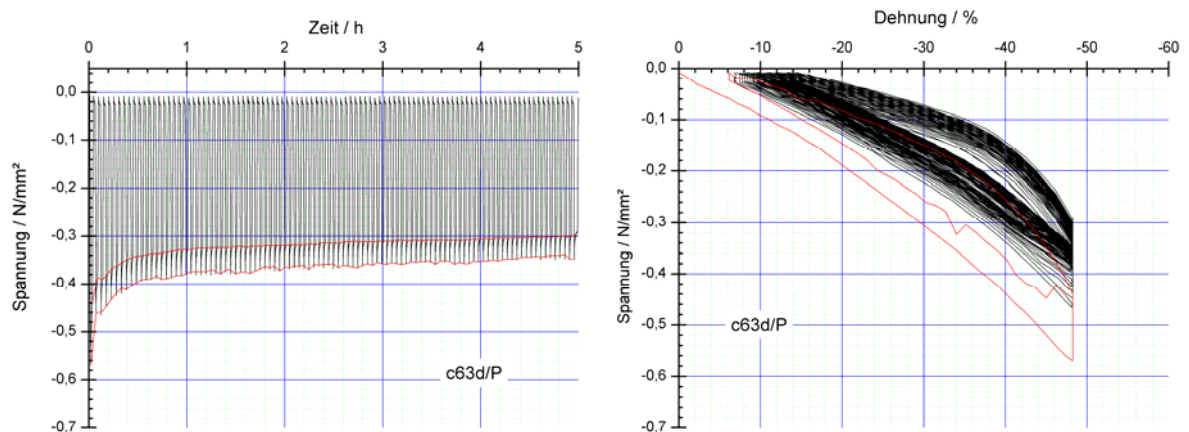 Zeit / h
0 1 2 3 4 5
0,0
-0,1
-0,2
-0,3
-0,4
-0,5
-0,6
-0,7
Spannung / N/mm²
c63d/P
Dehnung / %
0 -10 -20 -30 -40 -50 -60
0,0
-0,1
-0,2
-0,3
-0,4
-0,5
-0,6
-0,7
Spannung / N/mm²
c63d/P